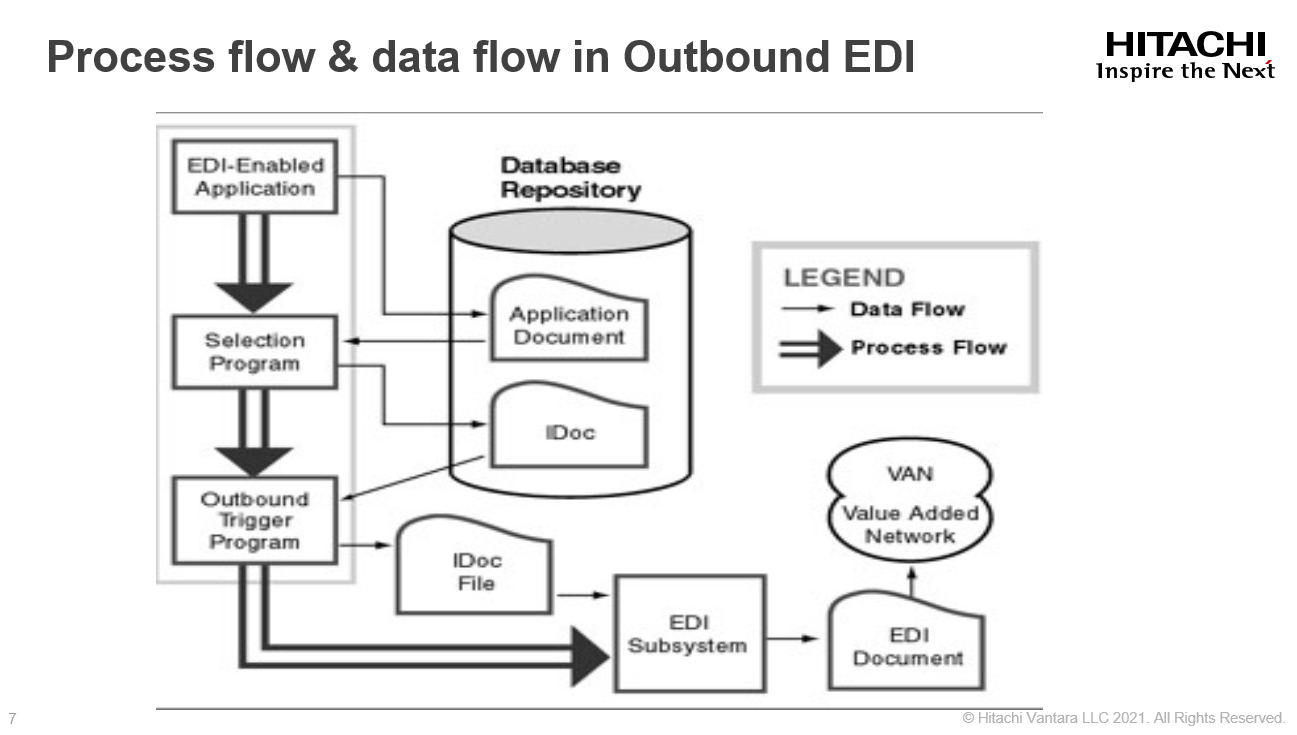 Process flow & data flow in Outbound EDI
HITACHI
Inspire the Next
EDI-Enabled
Application
Database
Repository
Application
Document
Selection
Program
IDoc
LEGEND
Data Flow
Process Flow
Outbound
Trigger
Program
IDoc
File
EDI
Subsystem
VAN
Value Added
Network
EDI
Document
7
© Hitachi Vantara LLC 2021. All Rights Reserved.